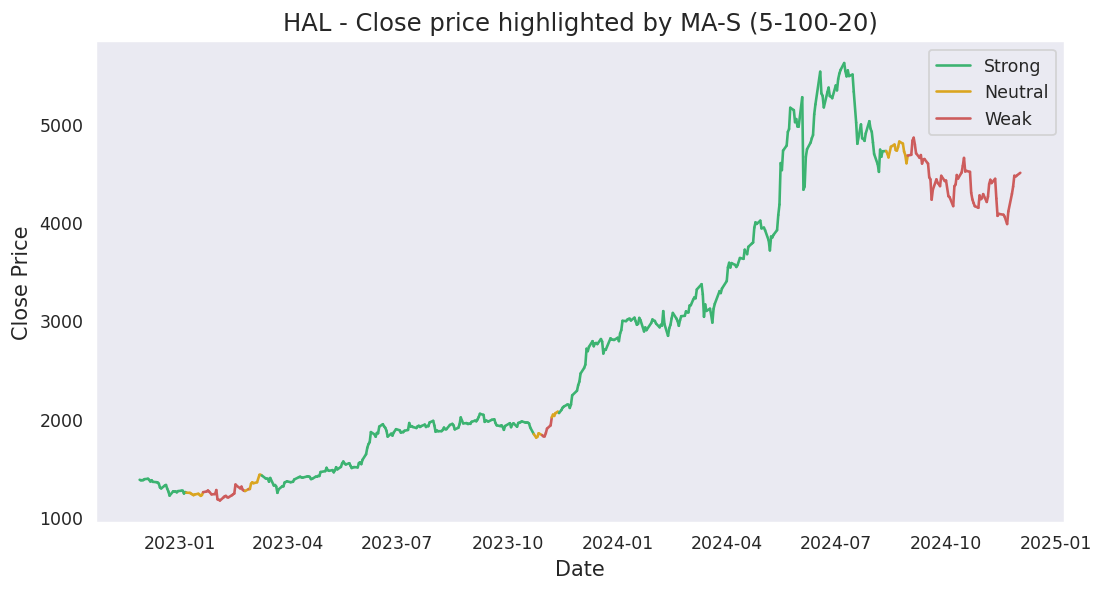 HAL - Close price highlighted by MA-S (5-100-20)
Strong
Neutral
Weak
Close Price
5000
4000
3000
2000
1000
2023-01 2023-04 2023-07 2023-10 2024-01 2024-04 2024-07 2024-10 2025-01
Date